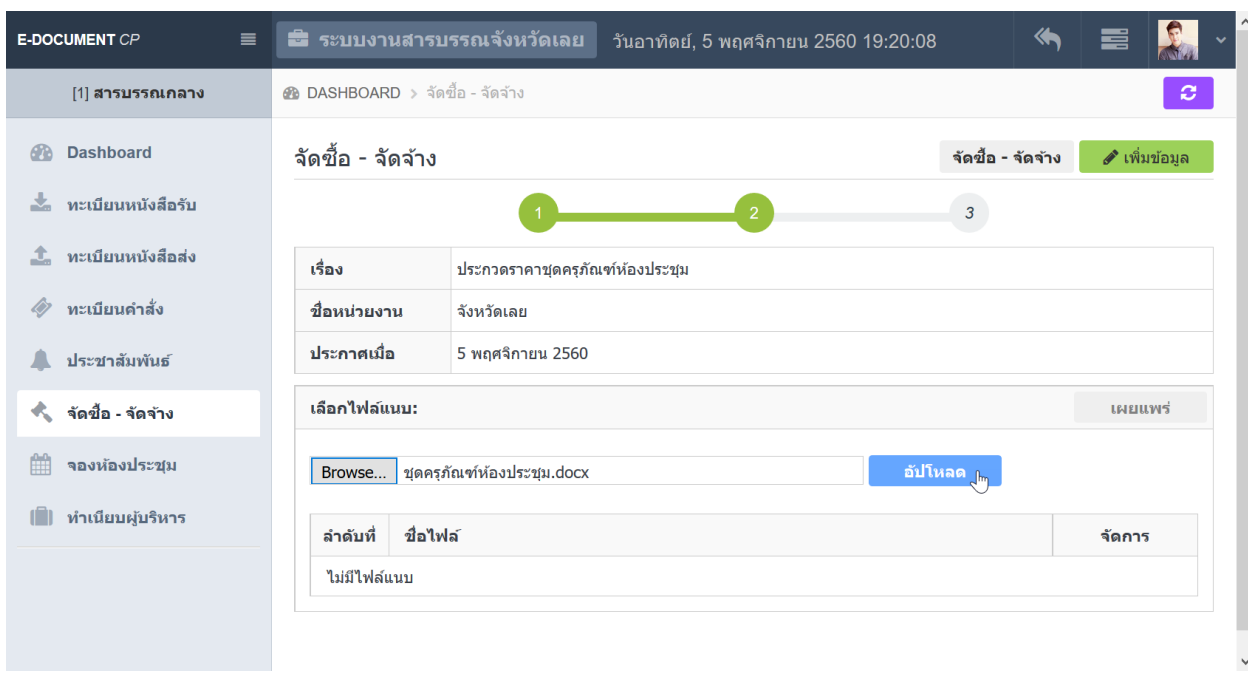 E-DOCUMENT CP
ระบบงานสารบรรณจังหวัดเลย
วันอาทิตย์, 5 พฤศจิกายน 2560 19:20:08
[1] สารบรรณกลาง
DASHBOARD > จัดซื้อ - จัดจ้าง
Dashboard
ทะเบียนหนังสือรับ
ทะเบียนหนังสือส่ง
ทะเบียนคำสั่ง
ประชาสัมพันธ์
จัดซื้อ - จัดจ้าง
จองห้องประชุม
ทำเนียบผู้บริหาร
จัดซื้อ - จัดจ้าง
จัดซื้อ - จัดจ้าง
เพิ่มข้อมูล
1 2 3
เรื่อง ประกวดราคาชุดครุภัณฑ์ห้องประชุม
ชื่อหน่วยงาน จังหวัดเลย
ประกาศเมื่อ 5 พฤศจิกายน 2560
เลือกไฟล์แนบ: เผยแพร่
Browse... ชุดครุภัณฑ์ห้องประชุม.docx อัปโหลด
ลำดับที่ ชื่อไฟล์ จัดการ
ไม่มีไฟล์แนบ